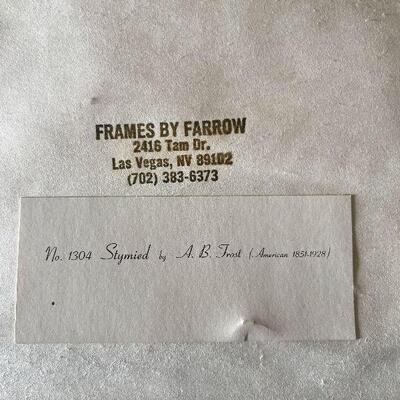 FRAMES BY FARROW
2416 Tam Dr.
Las Vegas, NV 89102
(702) 383-6373
No. 1304 Stymied by A. B. Frost (American 1851-1928)